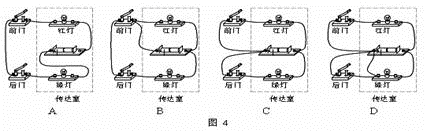 前门 红灯 前门 红灯 前门 红灯 前门 红灯
后门 绿灯 后门 绿灯 后门 绿灯 后门 绿灯
传达室 传达室 传达室 传达室
A B C D
图 4